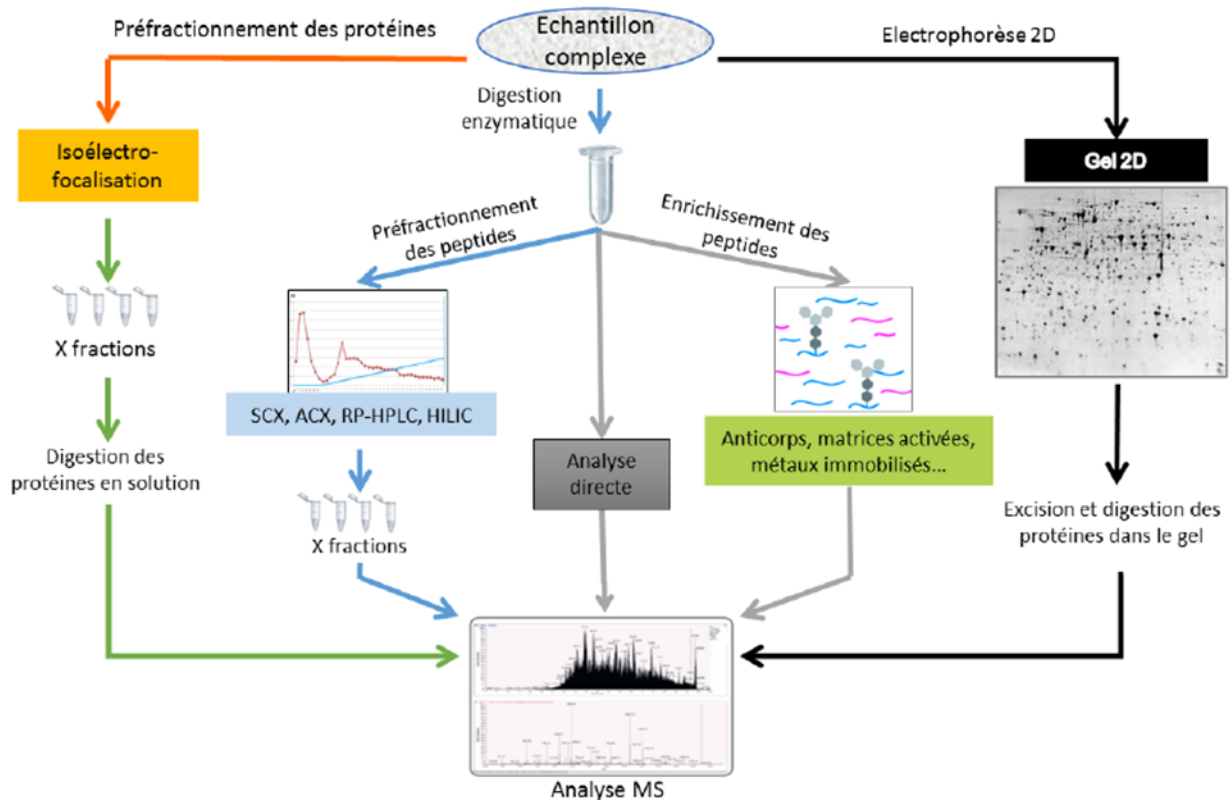 Préfractionnement des protéines
Echantillon
complexe
Electrophorèse 2D
Digestion
enzymatique
Isoélectro-
focalisation
Gel 2D
Préfractionnement
des peptides
Enrichissement des
peptides
X fractions
SCX, ACX, RP-HPLC, HILIC
Anticorps, matrices activées,
métaux immobilisés...
Analyse
directe
Digestion des
protéines en solution
X fractions
Excision et digestion des
protéines dans le gel
Analyse MS